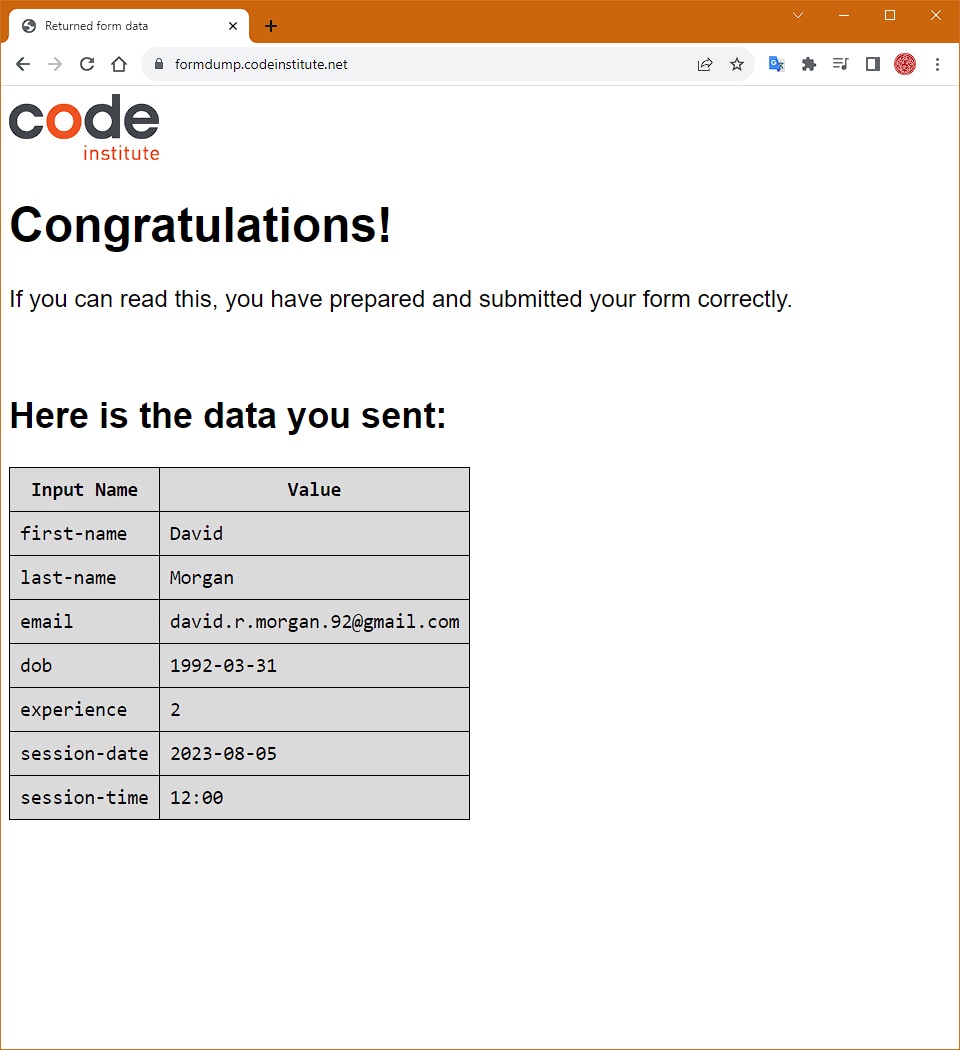 Returned form data
formdump.codeinstitute.net
code
institute
Congratulations!
If you can read this, you have prepared and submitted your form correctly.
Here is the data you sent:
Input Name Value
first-name David
last-name Morgan
email david.r.morgan.92@gmail.com
dob 1992-03-31
experience 2
session-date 2023-08-05
session-time 12:00